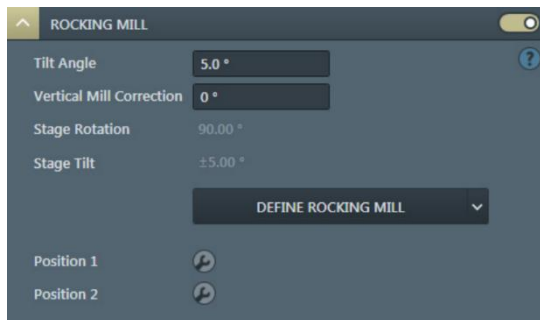 ROCKING MILL
Tilt Angle 5.0 °
Vertical Mill Correction 0 °
Stage Rotation 90.00 °
Stage Tilt ±5.00 °
DEFINE ROCKING MILL
Position 1
Position 2